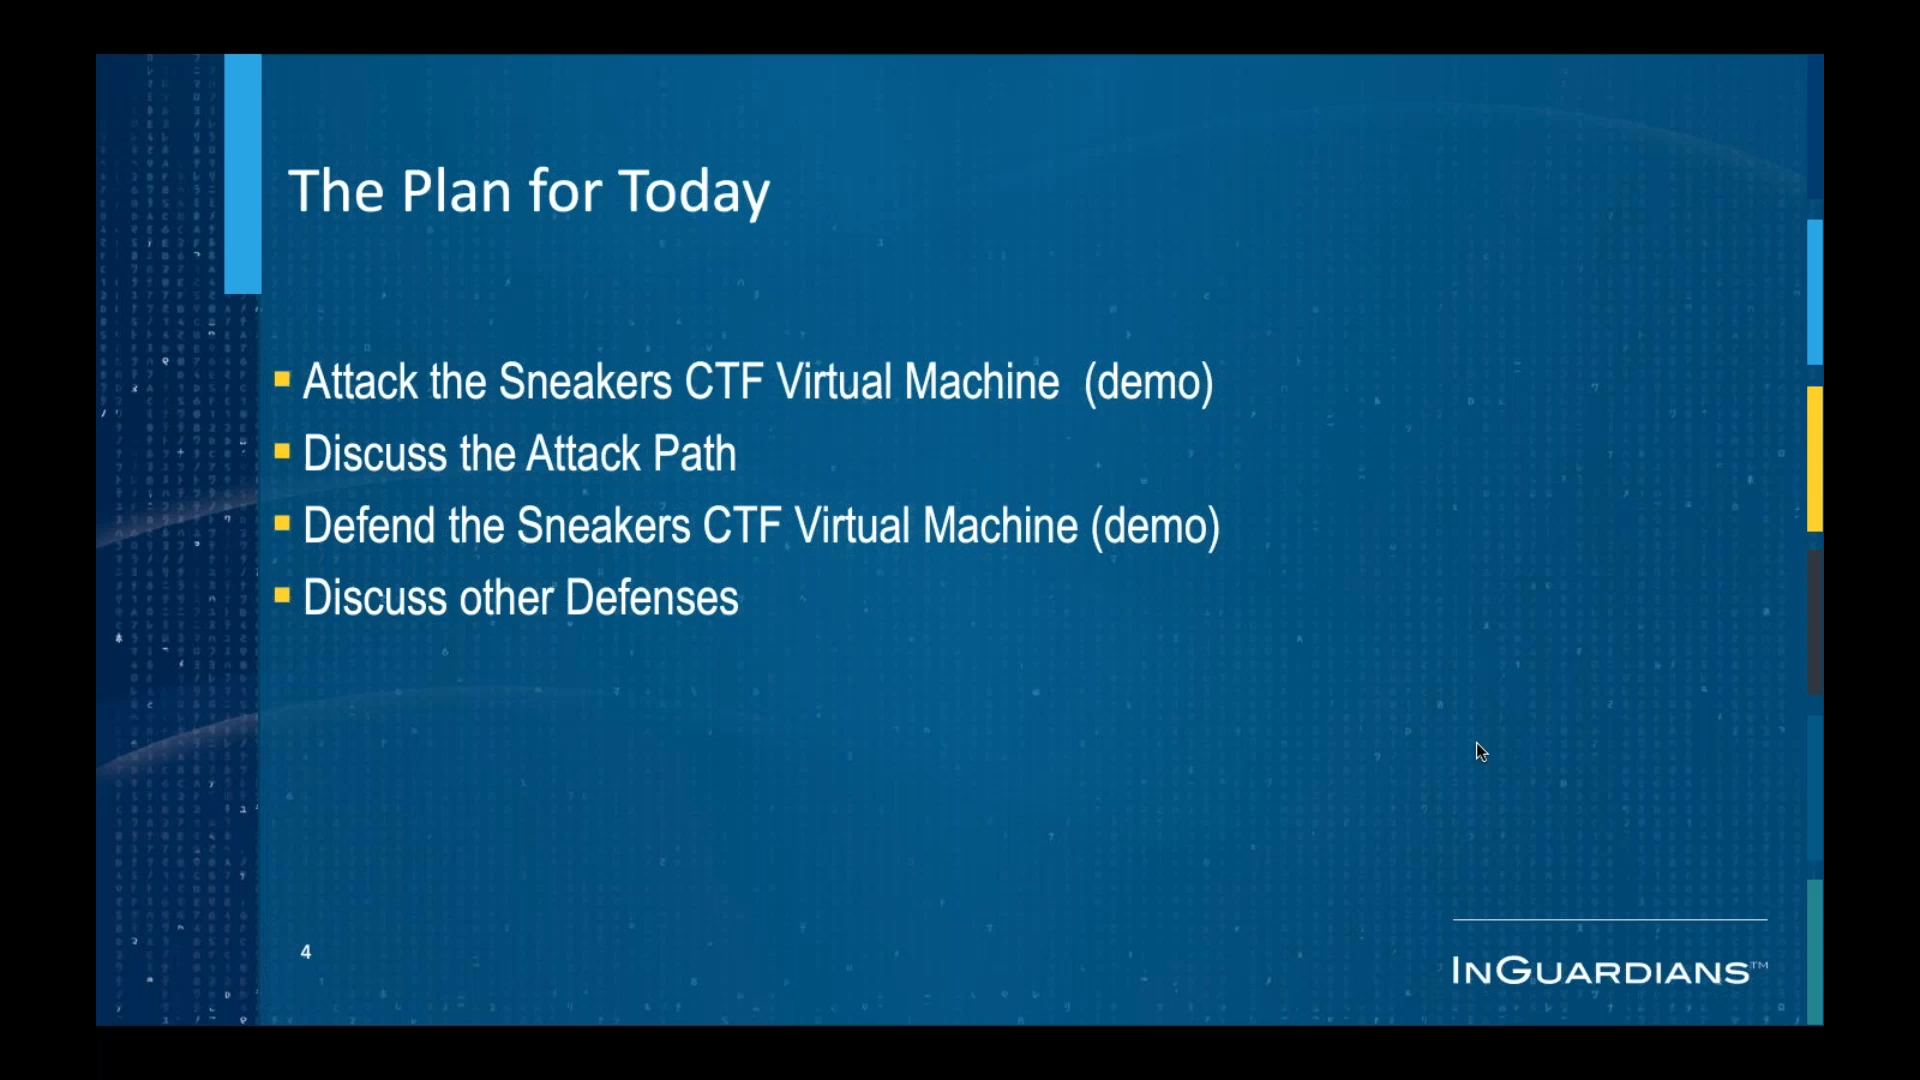 The Plan for Today
Attack the Sneakers CTF Virtual Machine (demo)
Discuss the Attack Path
Defend the Sneakers CTF Virtual Machine (demo)
Discuss other Defenses
4
INGUARDIANS™